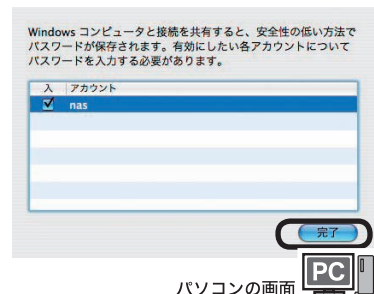 Windows コンピュータと接続を共有すると、安全性の低い方法で
パスワードが保存されます。有効にしたい各アカウントについて
パスワードを入力する必要があります。
入 アカウント
nas
完了
パソコンの画面 PC